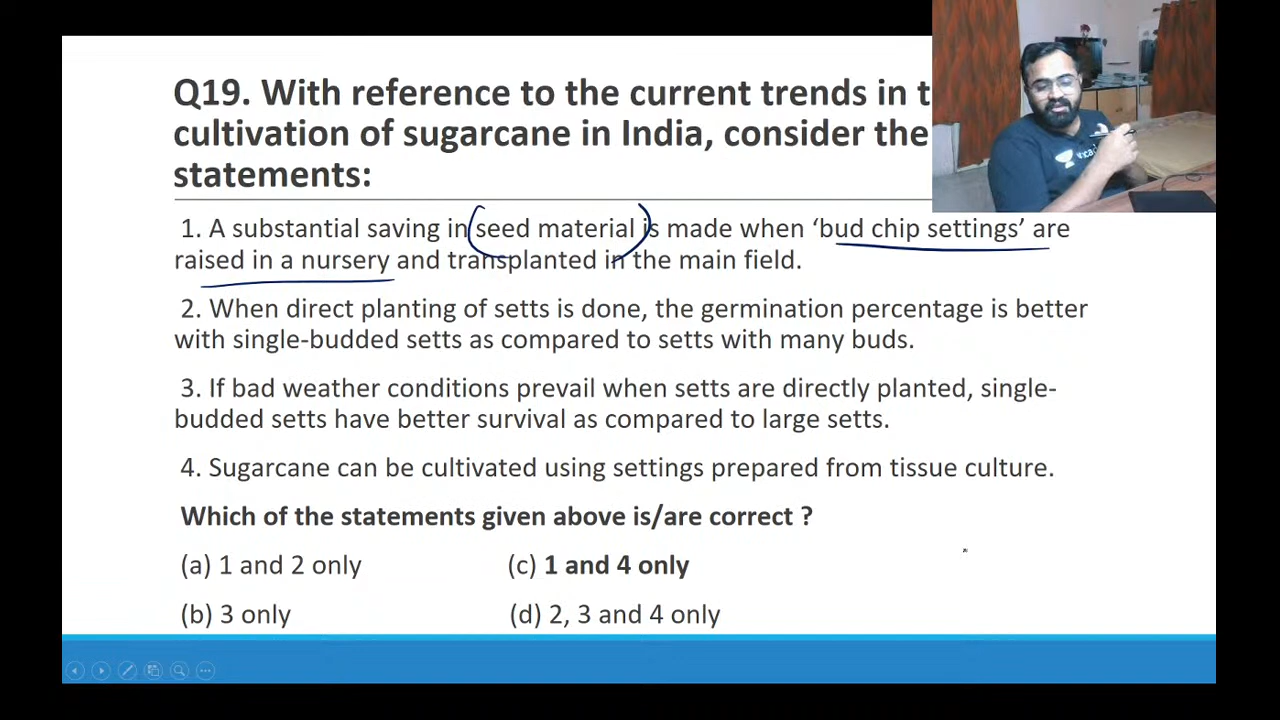 Q19. With reference to the current trends in t
cultivation of sugarcane in India, consider the
statements:
1. A substantial saving in seed material is made when ‘bud chip settings’ are
raised in a nursery and transplanted in the main field.
2. When direct planting of setts is done, the germination percentage is better
with single-budded setts as compared to setts with many buds.
3. If bad weather conditions prevail when setts are directly planted, single-
budded setts have better survival as compared to large setts.
4. Sugarcane can be cultivated using settings prepared from tissue culture.
Which of the statements given above is/are correct ?
(a) 1 and 2 only (c) 1 and 4 only
(b) 3 only (d) 2, 3 and 4 only